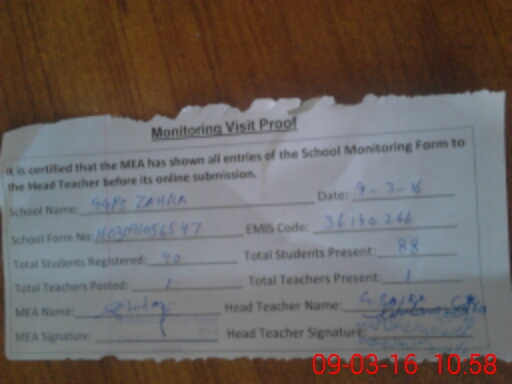 Monitoring Visit Proof
It is certified that the MEA has shown all entries of the School Monitoring Form to
the Head Teacher before its online submission.
School Name: GGPS ZAHRA Date: 9-3-16
School Form No: EMIS Code:
Total Students Registered: 90 Total Students Present: 88
Total Teachers Posted: 1 Total Teachers Present: 1
MEA Name: Head Teacher Name:
MEA Signature: Head Teacher Signature:
09-03-16 10:58